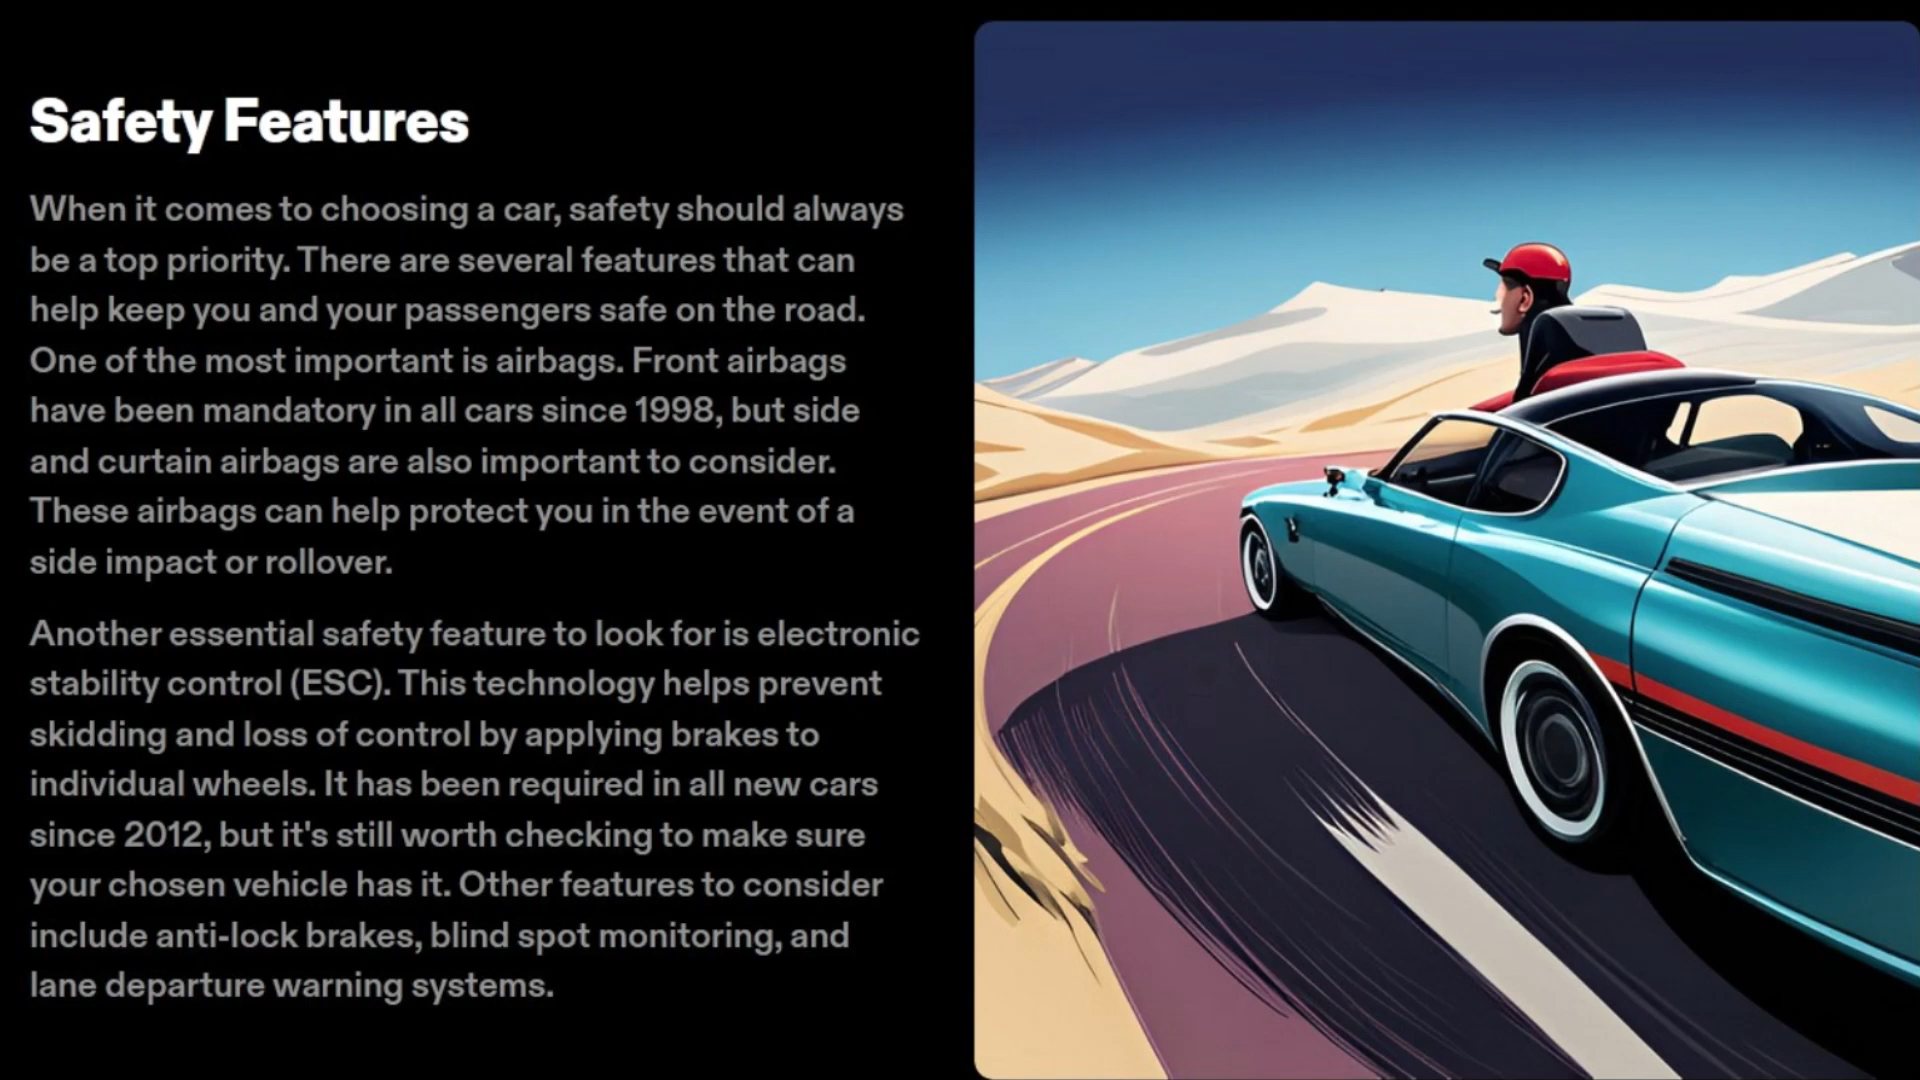 Safety Features
When it comes to choosing a car, safety should always
be a top priority. There are several features that can
help keep you and your passengers safe on the road.
One of the most important is airbags. Front airbags
have been mandatory in all cars since 1998, but side
and curtain airbags are also important to consider.
These airbags can help protect you in the event of a
side impact or rollover.
Another essential safety feature to look for is electronic
stability control (ESC). This technology helps prevent
skidding and loss of control by applying brakes to
individual wheels. It has been required in all new cars
since 2012, but it's still worth checking to make sure
your chosen vehicle has it. Other features to consider
include anti-lock brakes, blind spot monitoring, and
lane departure warning systems.